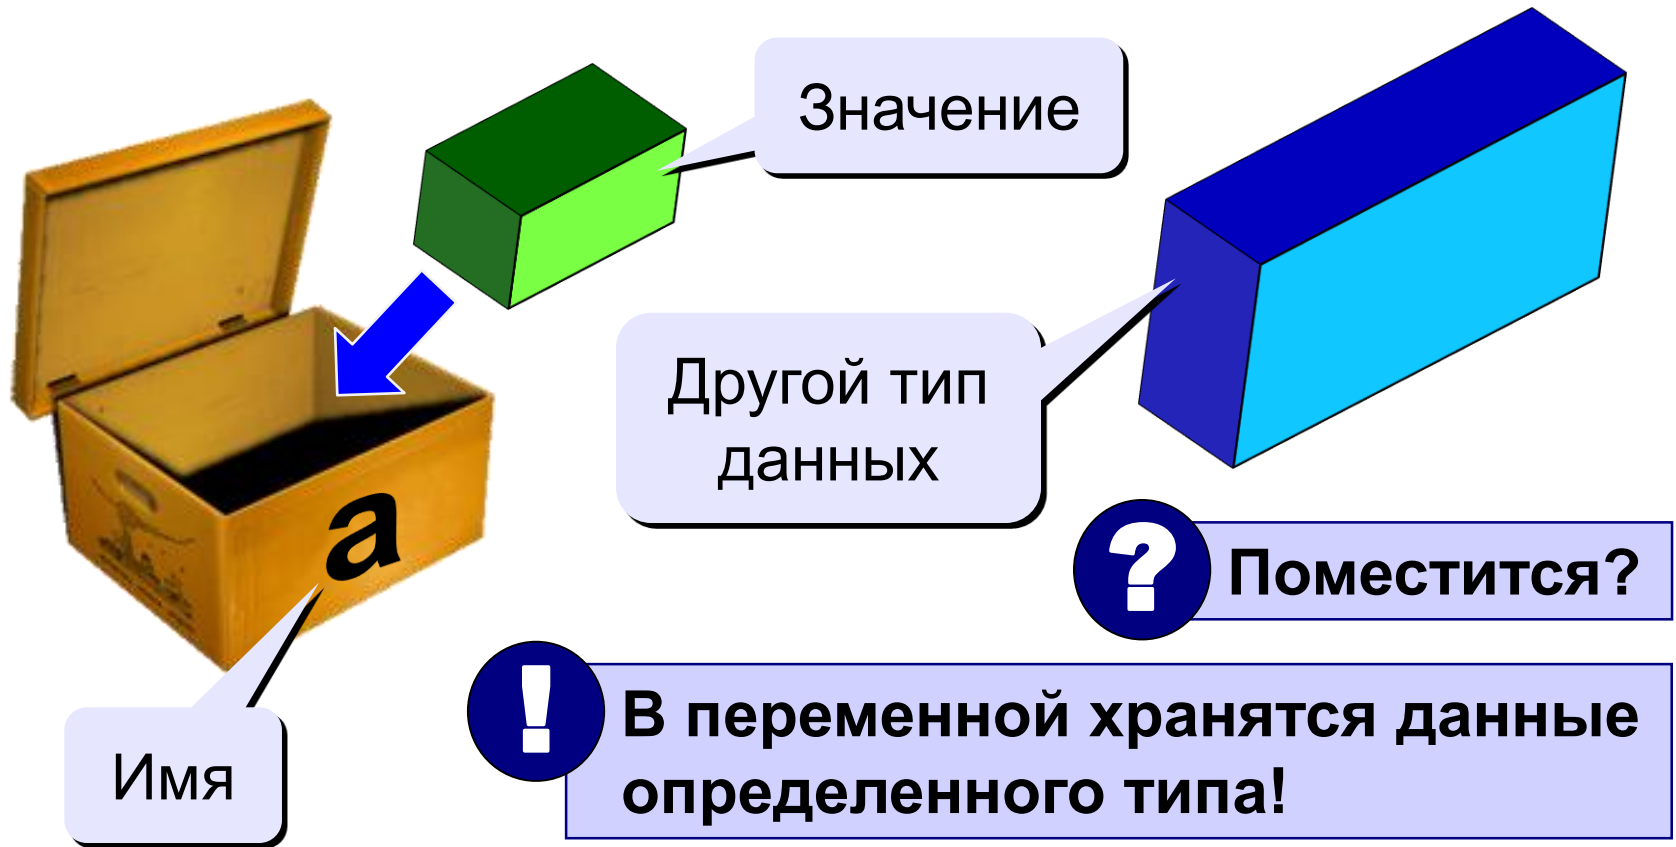 Значение
Другой тип
данных
a
?
Поместится?
!
В переменной хранятся данные
определенного типа!
Имя